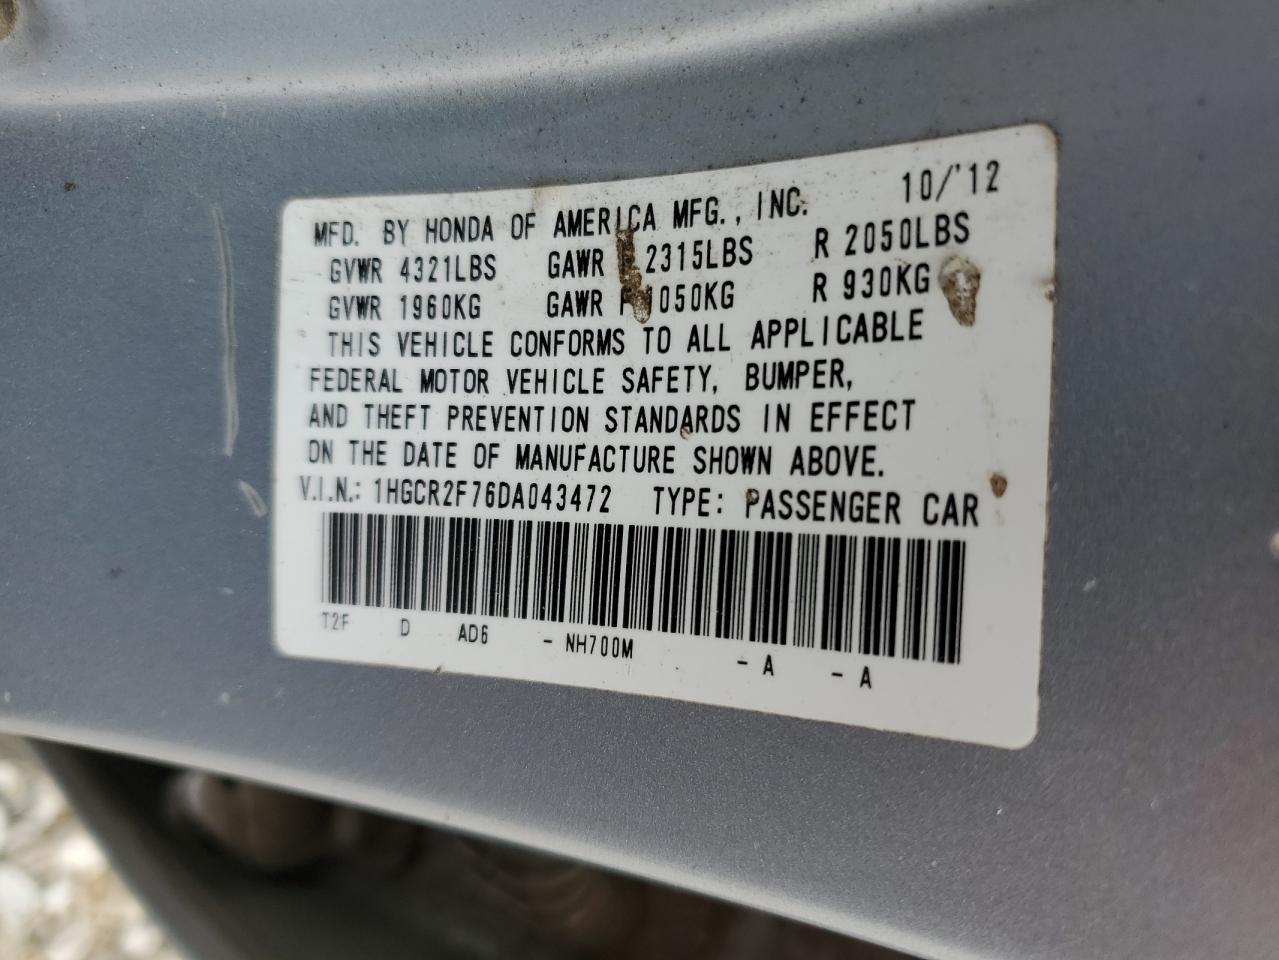 MFD. BY HONDA OF AMERICA MFG., INC. 10/'12
GVWR 4321LBS GAWR F 2315LBS R 2050LBS
GVWR 1960KG GAWR F 1050KG R 930KG
THIS VEHICLE CONFORMS TO ALL APPLICABLE
FEDERAL MOTOR VEHICLE SAFETY, BUMPER,
AND THEFT PREVENTION STANDARDS IN EFFECT
ON THE DATE OF MANUFACTURE SHOWN ABOVE.
V.I.N.: 1HGCR2F76DA043472 TYPE: PASSENGER CAR
T2F D AD6 - NH700M - A - A